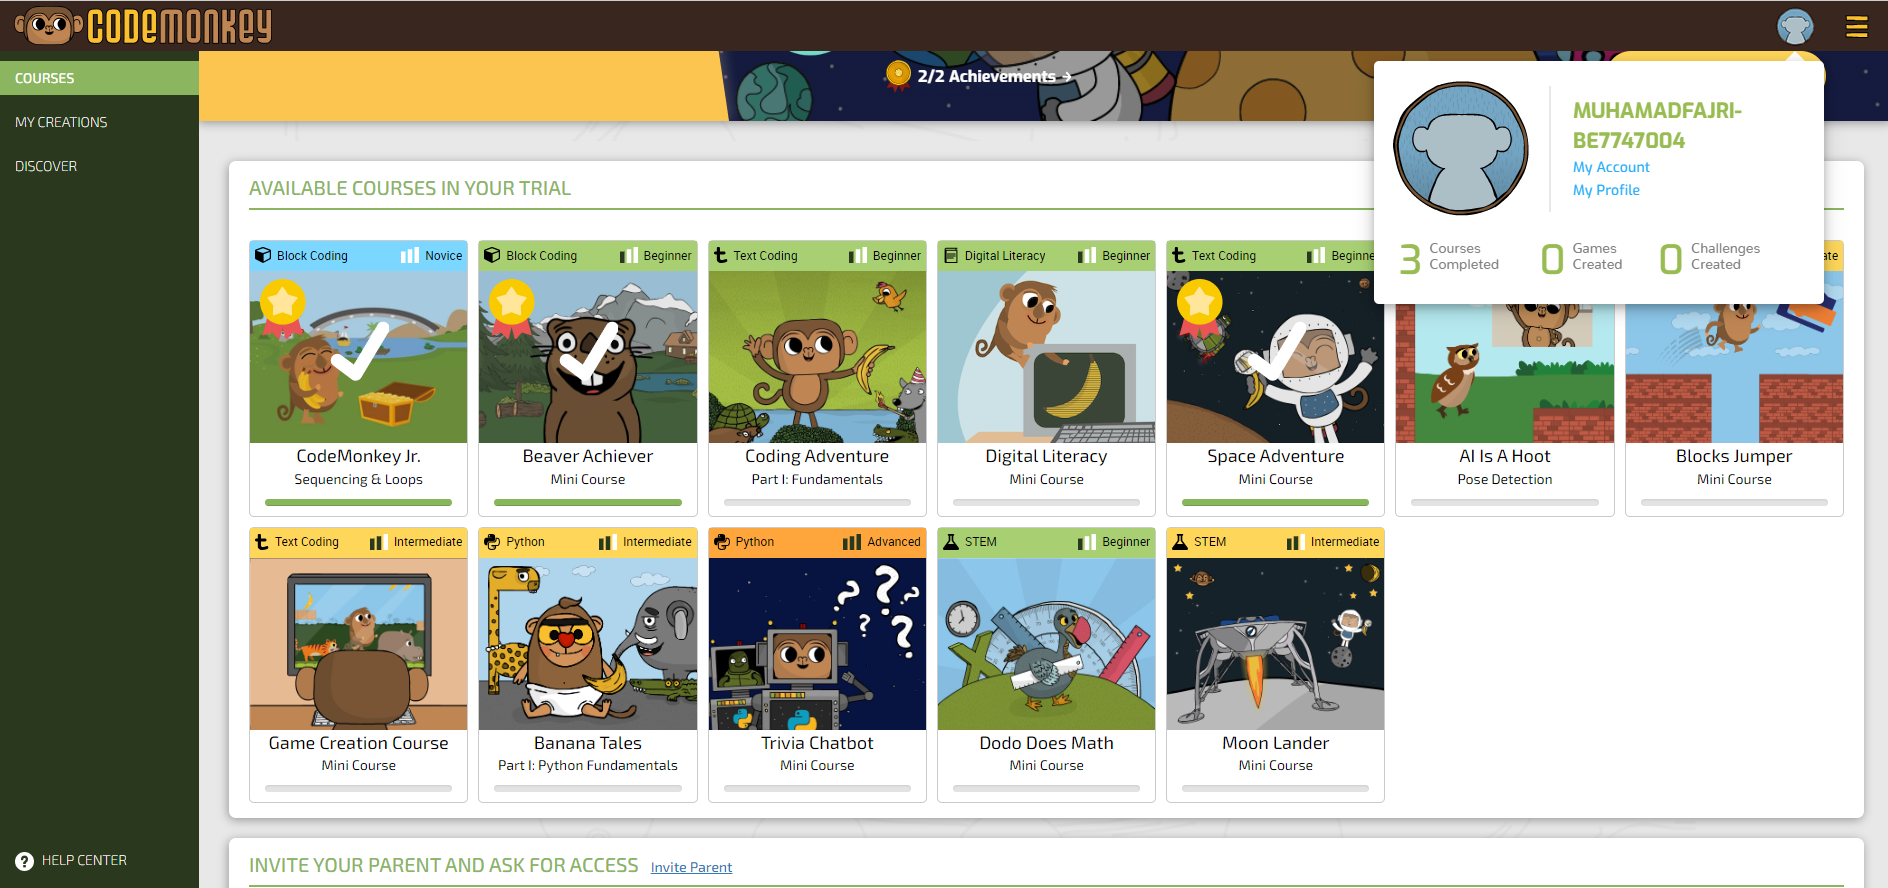 CODEMONKEY
COURSES
MY CREATIONS
DISCOVER
HELP CENTER
2/2 Achievements →
MUHAMADFAJRI-
BE7747004
My Account
My Profile
3 Courses Completed
0 Games Created
0 Challenges Created
AVAILABLE COURSES IN YOUR TRIAL
Block Coding Novice
CodeMonkey Jr.
Sequencing & Loops
Block Coding Beginner
Beaver Achiever
Mini Course
Text Coding Beginner
Coding Adventure
Part I: Fundamentals
Digital Literacy Beginner
Digital Literacy
Mini Course
Text Coding Beginne
Space Adventure
Mini Course
AI Is A Hoot
Pose Detection
ate
Blocks Jumper
Mini Course
Text Coding Intermediate
Game Creation Course
Mini Course
Python Intermediate
Banana Tales
Part I: Python Fundamentals
Python Advanced
Trivia Chatbot
Mini Course
STEM Beginner
Dodo Does Math
Mini Course
STEM Intermediate
Moon Lander
Mini Course
INVITE YOUR PARENT AND ASK FOR ACCESS Invite Parent